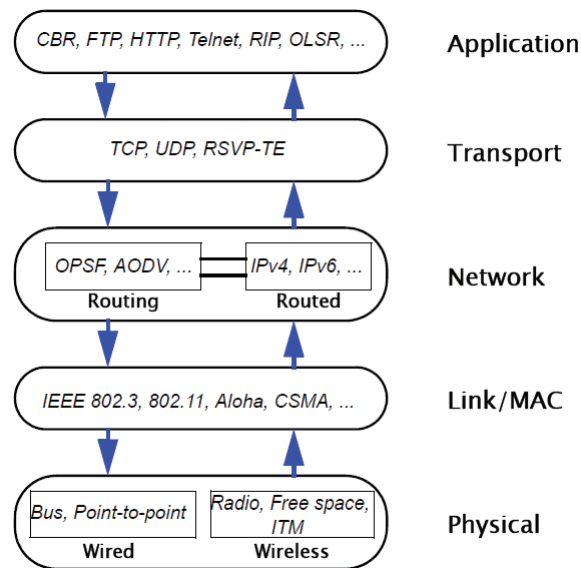 CBR, FTP, HTTP, Telnet, RIP, OLSR, ...
Application
TCP, UDP, RSVP-TE
Transport
OPSF, AODV, ...
IPv4, IPv6, ...
Routing
Routed
Network
IEEE 802.3, 802.11, Aloha, CSMA, ...
Link/MAC
Bus, Point-to-point
Radio, Free space,
ITM
Wired
Wireless
Physical